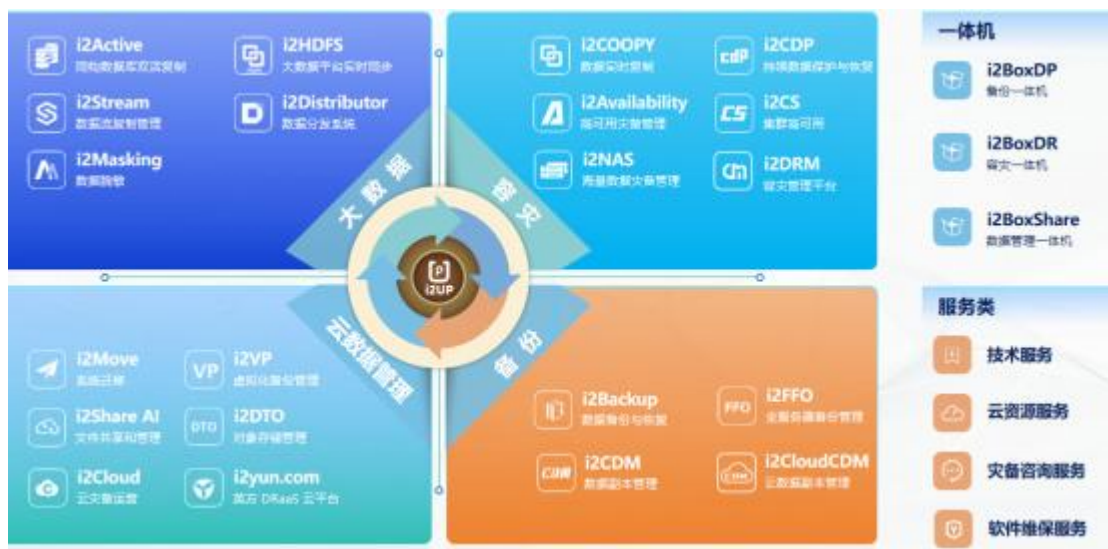 i2Active
i2HDFS
大数据平台实时同步
i2Stream
数据流复制管理
i2Distributor
数据分发系统
i2Masking
数据脱敏
大数据
i2COOPY
数据实时复制
i2CDP
持续数据保护与恢复
i2Availability
高可用灾备管理
i2CS
集群高可用
i2NAS
海量数据灾备管理
i2DRM
容灾管理平台
容灾
i2UP
i2Move
系统迁移
VP
i2VP
虚拟化备份管理
i2Share AI
文件共享和管理
DTO
i2DTO
对象存储管理
i2Cloud
云灾备运营
i2yun.com
英方 DRaaS 云平台
云数据管理
备份
i2Backup
数据备份与恢复
FFO
i2FFO
全服务器备份管理
i2CDM
数据副本管理
i2CloudCDM
云数据副本管理
一体机
i2BoxDP
备份一体机
i2BoxDR
容灾一体机
i2BoxShare
数据管理一体机
服务类
技术服务
云资源服务
灾备咨询服务
软件维保服务